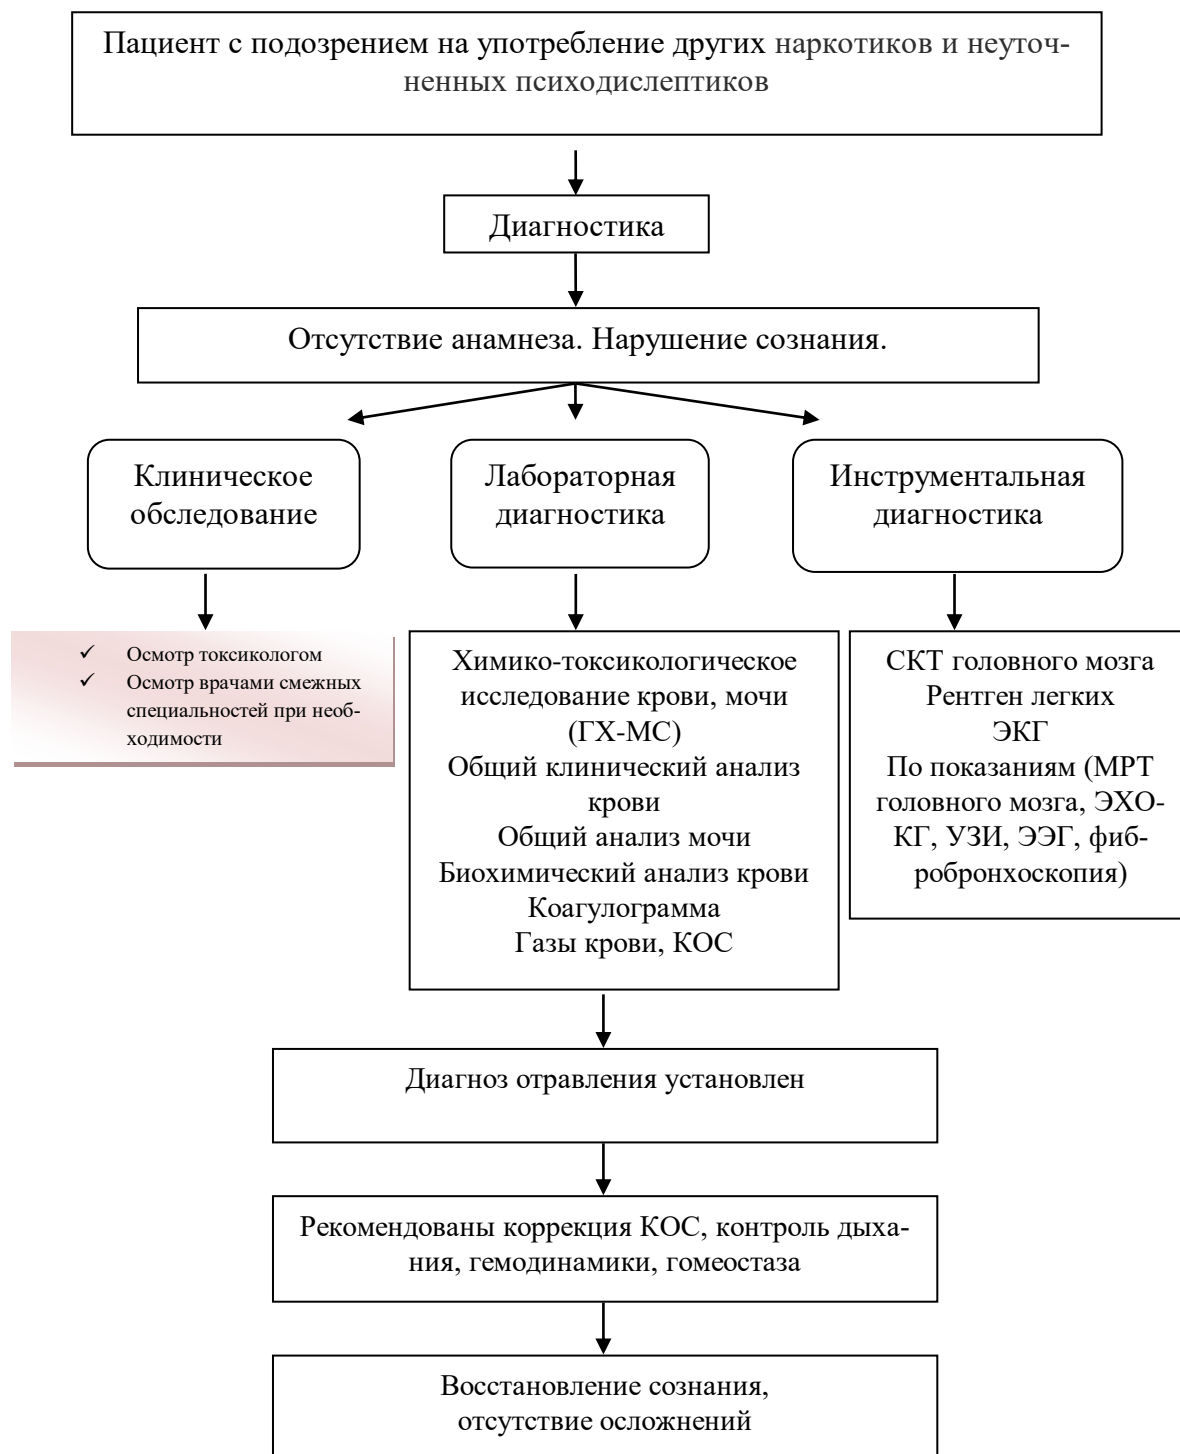 Пациент с подозрением на употребление других наркотиков и неуточ-
ненных психодислептиков
Диагностика
Отсутствие анамнеза. Нарушение сознания.
Клиническое
обследование
Лабораторная
диагностика
Инструментальная
диагностика
✓ Осмотр токсикологом
✓ Осмотр врачами смежных
специальностей при необ-
ходимости
Химико-токсикологическое
исследование крови, мочи
(ГХ-МС)
Общий клинический анализ
крови
Общий анализ мочи
Биохимический анализ крови
Коагулограмма
Газы крови, КОС
СКТ головного мозга
Рентген легких
ЭКГ
По показаниям (МРТ
головного мозга, ЭХО-
КГ, УЗИ, ЭЭГ, фиб-
робронхоскопия)
Диагноз отравления установлен
Рекомендованы коррекция КОС, контроль дыха-
ния, гемодинамики, гомеостаза
Восстановление сознания,
отсутствие осложнений